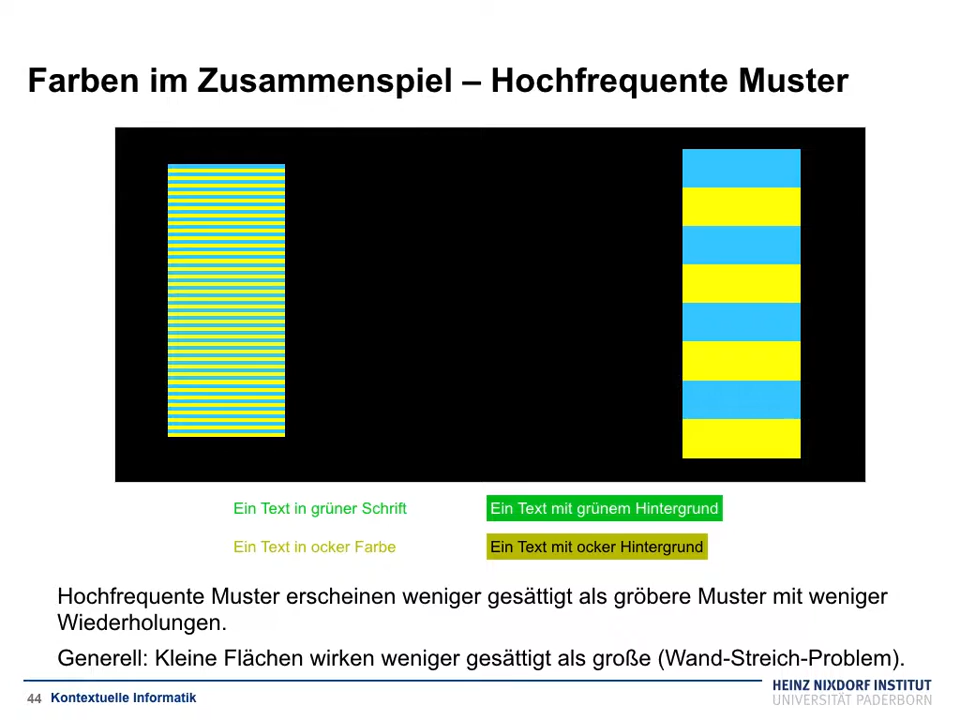 Farben im Zusammenspiel – Hochfrequente Muster
Ein Text in grüner Schrift
Ein Text mit grünem Hintergrund
Ein Text in ocker Farbe
Ein Text mit ocker Hintergrund
Hochfrequente Muster erscheinen weniger gesättigt als gröbere Muster mit weniger
Wiederholungen.
Generell: Kleine Flächen wirken weniger gesättigt als große (Wand-Streich-Problem).
44 Kontextuelle Informatik
HEINZ NIXDORF INSTITUT
UNIVERSITÄT PADERBORN